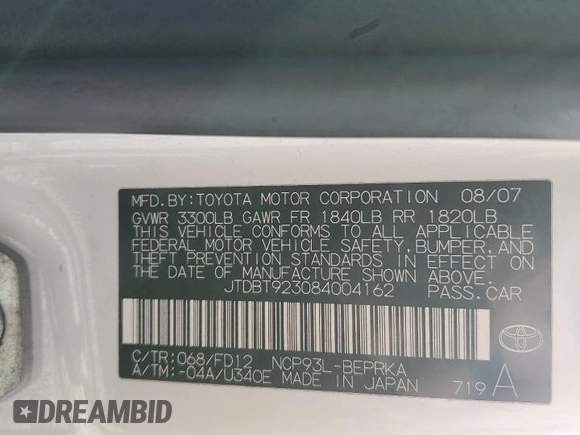 MFD. BY: TOYOTA MOTOR CORPORATION 08/07
GVWR 3300LB GAWR FR 1840LB RR 1820LB
THIS VEHICLE CONFORMS TO ALL APPLICABLE
FEDERAL MOTOR VEHICLE SAFETY, BUMPER, AND
THEFT PREVENTION STANDARDS IN EFFECT ON
THE DATE OF MANUFACTURE SHOWN ABOVE.
JTDBT923084004162 PASS. CAR
C/TR: 068/FD12 NCP93L-BEPRKA
A/TM: -04A/U340E MADE IN JAPAN 719 A
DREAMBID